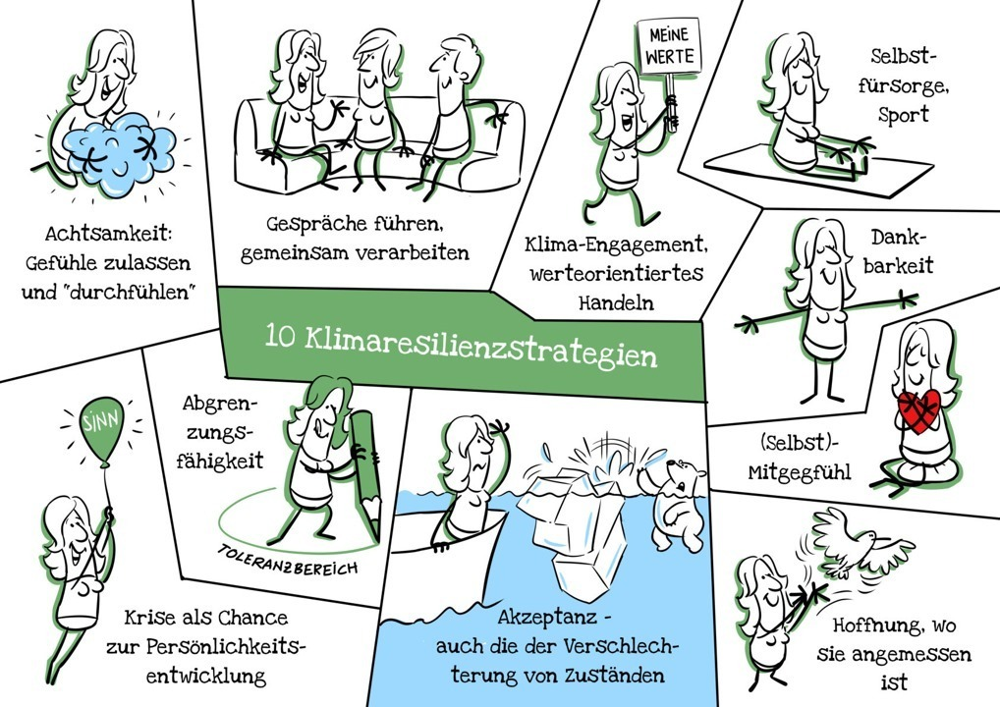 Achtsamkeit:
Gefühle zulassen
und "durchfühlen"
Gespräche führen,
gemeinsam verarbeiten
MEINE
WERTE
Klima-Engagement,
werteorientiertes
Handeln
Selbst-
fürsorge,
Sport
Dank-
barkeit
10 Klimaresilienzstrategien
(Selbst)-
Mitgegfühl
SINN
Krise als Chance
zur Persönlichkeits-
entwicklung
Abgren-
zungs-
fähigkeit
TOLERANZBEREICH
Akzeptanz -
auch die der Verschlech-
terung von Zuständen
Hoffnung, wo
sie angemessen
ist